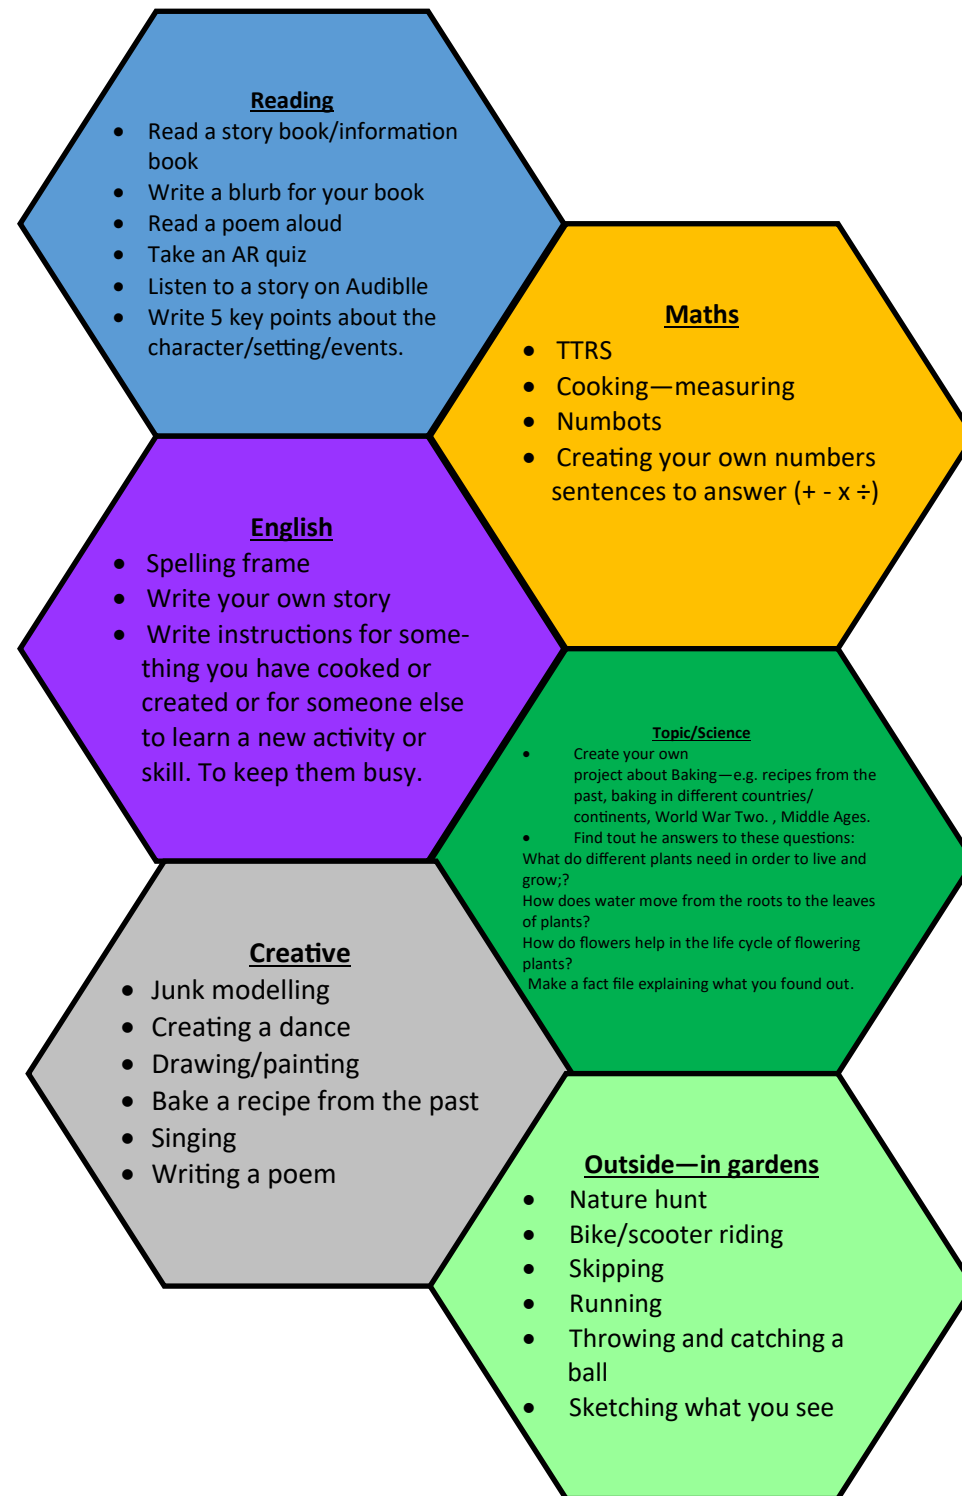 Reading
• Read a story book/information
book
• Write a blurb for your book
• Read a poem aloud
• Take an AR quiz
• Listen to a story on Audiblle
• Write 5 key points about the
character/setting/events.
Maths
• TTRS
• Cooking—measuring
• Numbots
• Creating your own numbers
sentences to answer (+ - x ÷)
English
• Spelling frame
• Write your own story
• Write instructions for some-
thing you have cooked or
created or for someone else
to learn a new activity or
skill. To keep them busy.
Topic/Science
• Create your own
project about Baking—e.g. recipes from the
past, baking in different countries/
continents, World War Two. , Middle Ages.
• Find tout he answers to these questions:
What do different plants need in order to live and
grow;?
How does water move from the roots to the leaves
of plants?
How do flowers help in the life cycle of flowering
plants?
Make a fact file explaining what you found out.
Creative
• Junk modelling
• Creating a dance
• Drawing/painting
• Bake a recipe from the past
• Singing
• Writing a poem
Outside—in gardens
• Nature hunt
• Bike/scooter riding
• Skipping
• Running
• Throwing and catching a
ball
• Sketching what you see